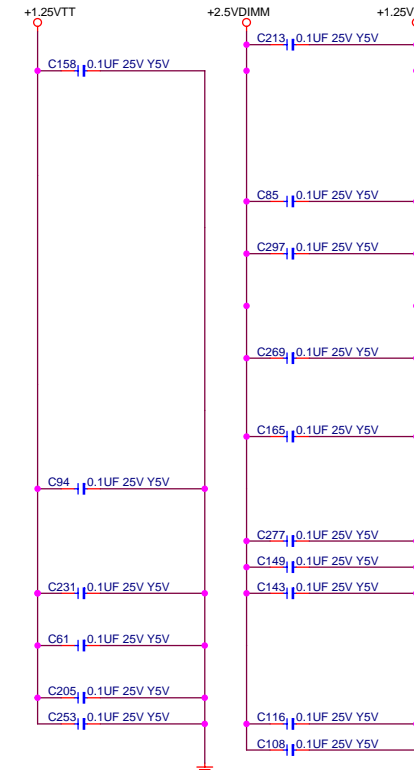 +1.25VTT
+2.5VDIMM
+1.25V
C213 0.1UF 25V Y5V
C158 0.1UF 25V Y5V
C85 0.1UF 25V Y5V
C297 0.1UF 25V Y5V
C269 0.1UF 25V Y5V
C165 0.1UF 25V Y5V
C94 0.1UF 25V Y5V
C277 0.1UF 25V Y5V
C149 0.1UF 25V Y5V
C231 0.1UF 25V Y5V
C143 0.1UF 25V Y5V
C61 0.1UF 25V Y5V
C205 0.1UF 25V Y5V
C253 0.1UF 25V Y5V
C116 0.1UF 25V Y5V
C108 0.1UF 25V Y5V